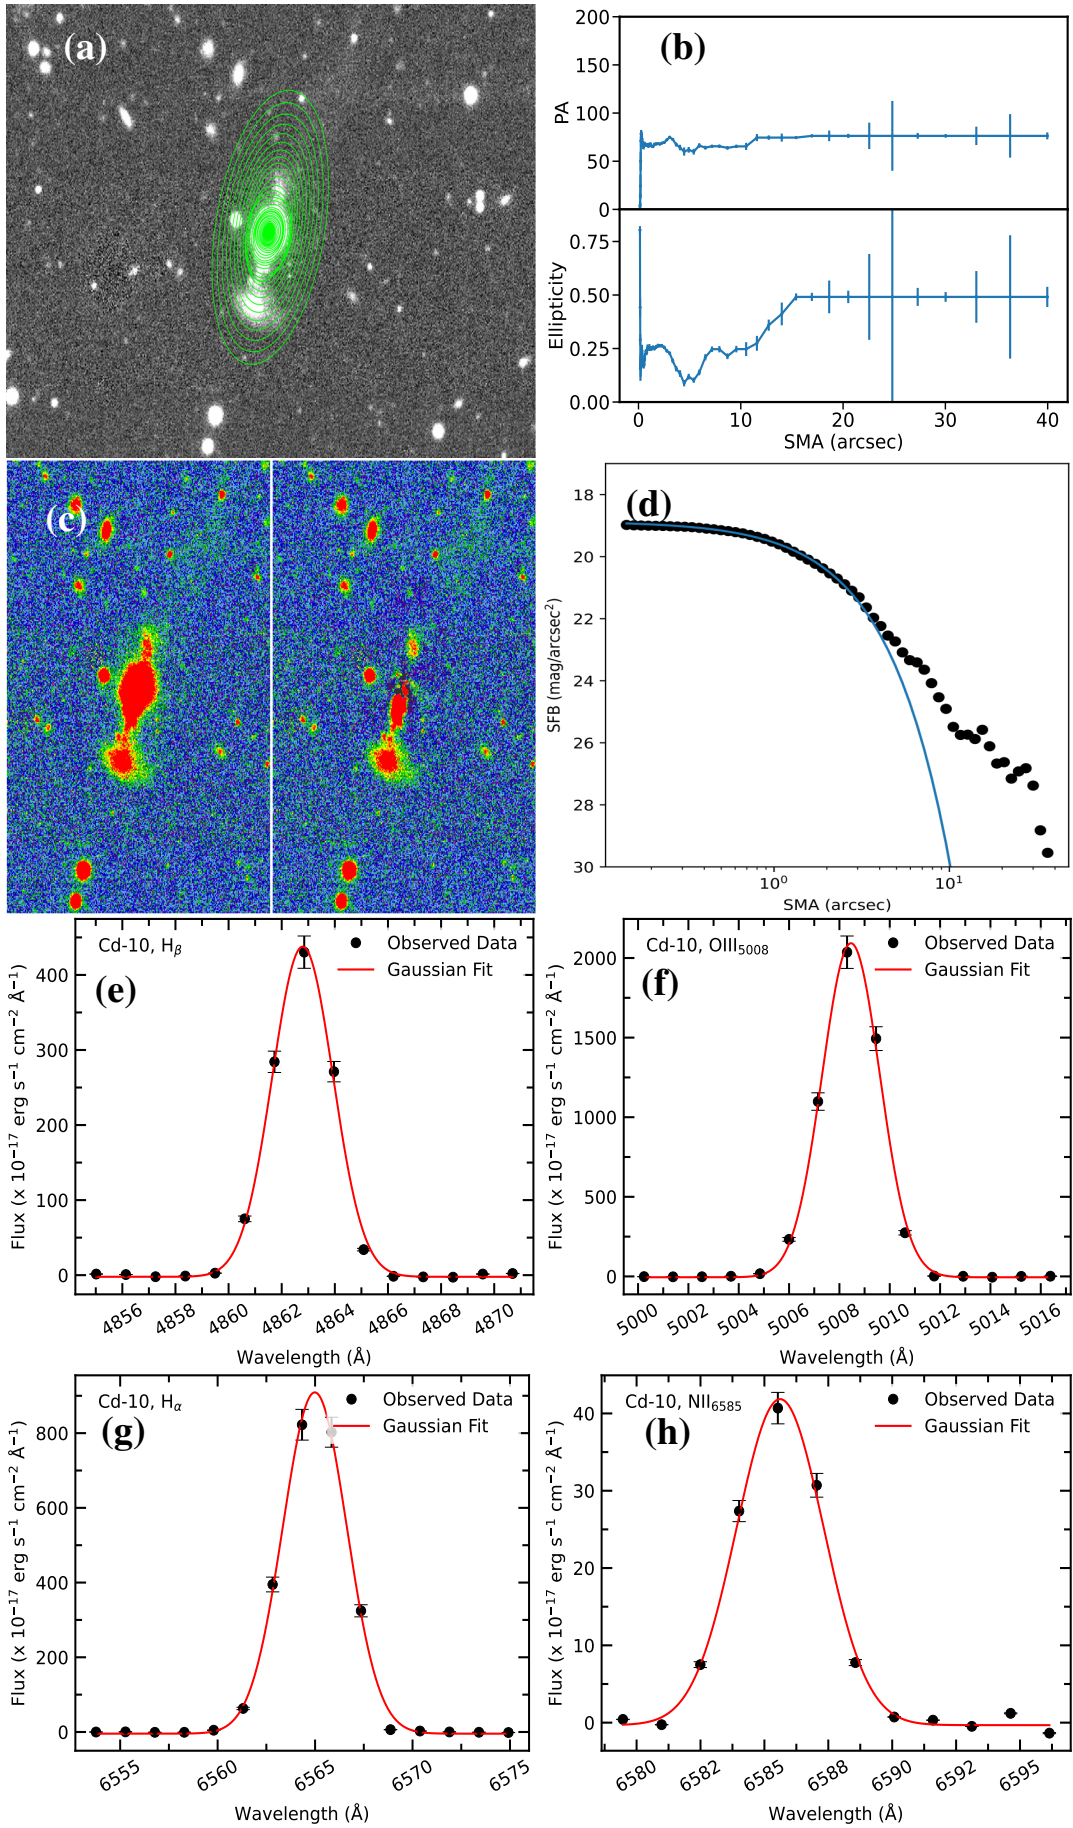 (a)
(b)
200
150
100
50
0
PA
0.75
0.50
0.25
0.00
Ellipticity
0
10
20
30
40
SMA (arcsec)
(c)
(d)
18
20
22
24
26
28
30
SFB (mag/arcsec²)
10⁰
10¹
SMA (arcsec)
Cd-10, Hβ
Observed Data
Gaussian Fit
(e)
400
300
200
100
0
Flux (x 10⁻¹⁷ erg s⁻¹ cm⁻² Å⁻¹)
4856
4858
4860
4862
4864
4866
4868
4870
Wavelength (Å)
Cd-10, OIII₅₀₀₈
Observed Data
Gaussian Fit
(f)
2000
1500
1000
500
0
Flux (x 10⁻¹⁷ erg s⁻¹ cm⁻² Å⁻¹)
5000
5002
5004
5006
5008
5010
5012
5014
5016
Wavelength (Å)
Cd-10, Hα
Observed Data
Gaussian Fit
(g)
800
600
400
200
0
Flux (x 10⁻¹⁷ erg s⁻¹ cm⁻² Å⁻¹)
6555
6560
6565
6570
6575
Wavelength (Å)
Cd-10, NII₆₅₈₅
Observed Data
Gaussian Fit
(h)
40
30
20
10
0
Flux (x 10⁻¹⁷ erg s⁻¹ cm⁻² Å⁻¹)
6580
6582
6585
6588
6590
6592
6595
Wavelength (Å)